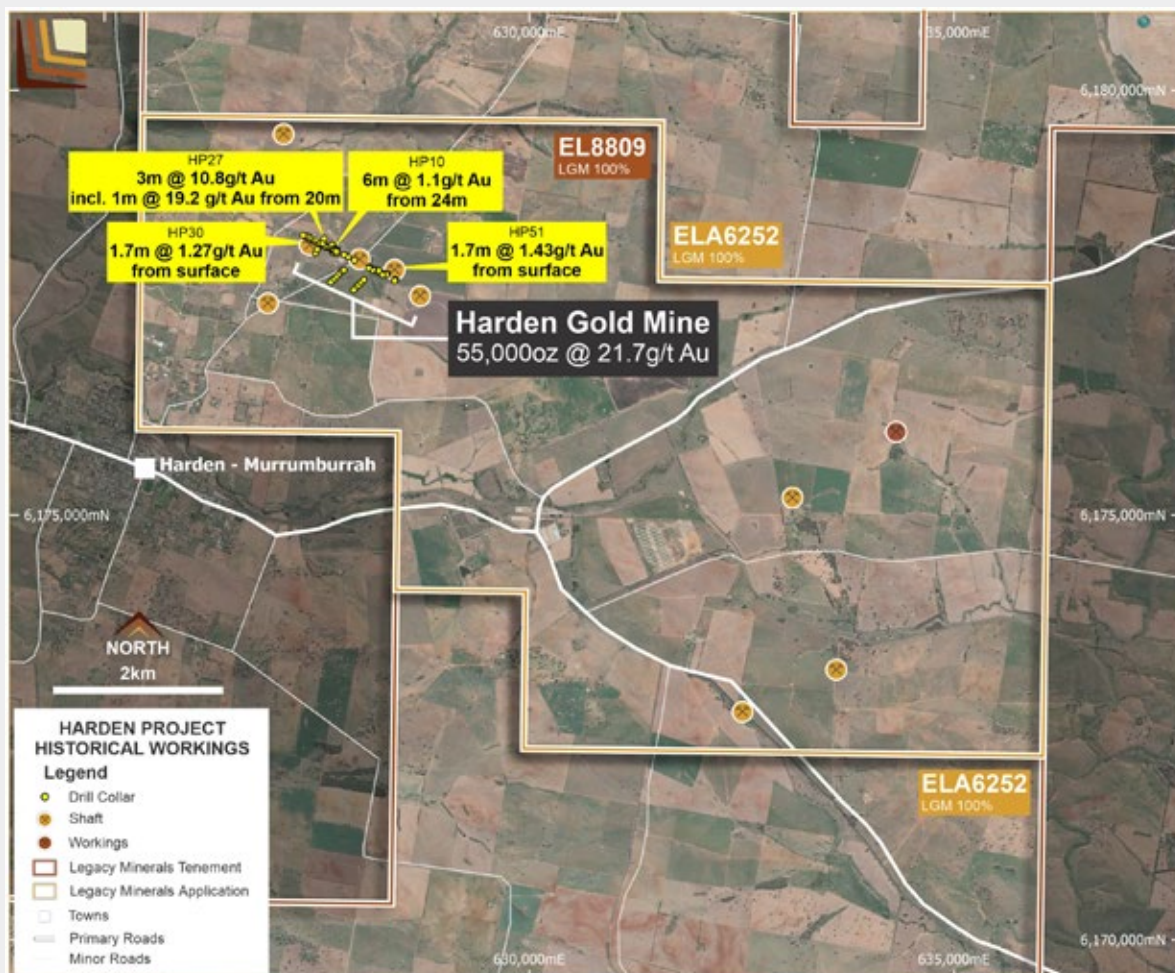 630,000mE
635,000mE
6,180,000mN
EL8809
LGM 100%
HP27
3m @ 10.8g/t Au
incl. 1m @ 19.2 g/t Au from 20m
HP10
6m @ 1.1g/t Au
from 24m
ELA6252
LGM 100%
HP30
1.7m @ 1.27g/t Au
from surface
HP51
1.7m @ 1.43g/t Au
from surface
Harden Gold Mine
55,000oz @ 21.7g/t Au
Harden - Murrumburrah
6,175,000mN
6,175,000mN
NORTH
2km
HARDEN PROJECT
HISTORICAL WORKINGS
Legend
Drill Collar
Shaft
Workings
Legacy Minerals Tenement
Legacy Minerals Application
Towns
Primary Roads
Minor Roads
ELA6252
LGM 100%
6,170,000mN
630,000mE
635,000mE